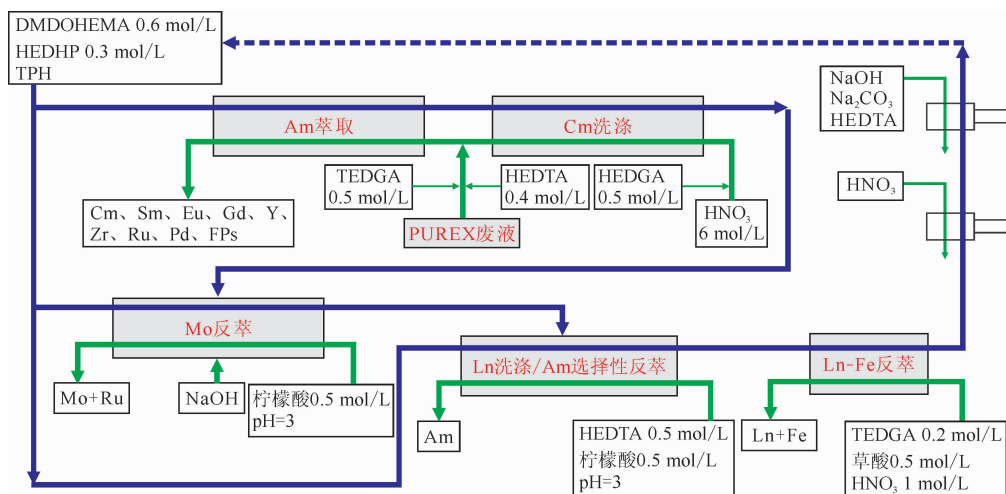 DMDOHEMA 0.6 mol/L
HEDHP 0.3 mol/L
TPH
NaOH
Na₂CO₃
HEDTA
Am萃取
Cm洗涤
TEDGA
0.5 mol/L
HEDTA
0.4 mol/L
HEDGA
0.5 mol/L
HNO₃
Cm、Sm、Eu、Gd、Y、
Zr、Ru、Pd、FPs
PUREX废液
HNO₃
6 mol/L
Mo反萃
Ln洗涤/Am选择性反萃
Ln-Fe反萃
Mo+Ru
NaOH
柠檬酸0.5 mol/L
pH=3
Am
HEDTA 0.5 mol/L
柠檬酸0.5 mol/L
pH=3
Ln+Fe
TEDGA 0.2 mol/L
草酸0.5 mol/L
HNO₃ 1 mol/L